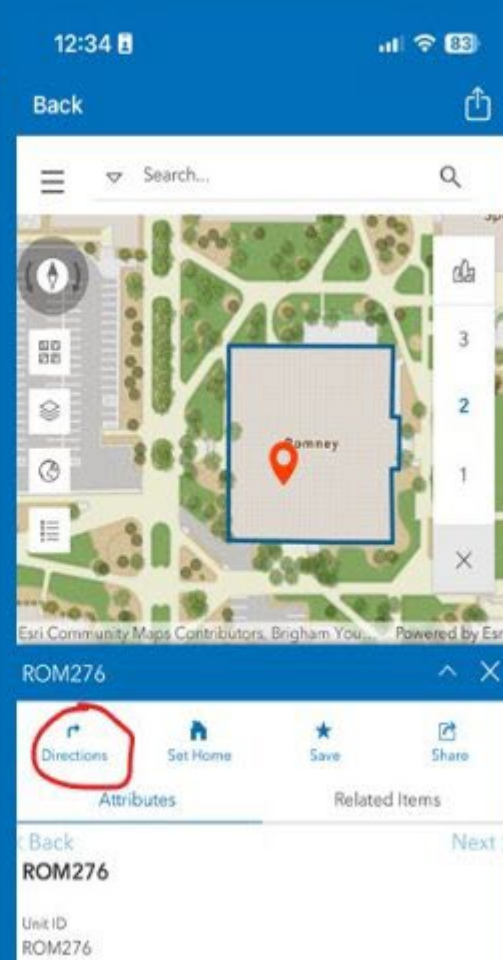 12:34
83
Back
Search...
3
Romney
2
1
Esri Community Maps Contributors, Brigham You... Powered by Esr
ROM276
Directions Set Home Save Share
Attributes Related Items
Back Next
ROM276
Unit ID
ROM276